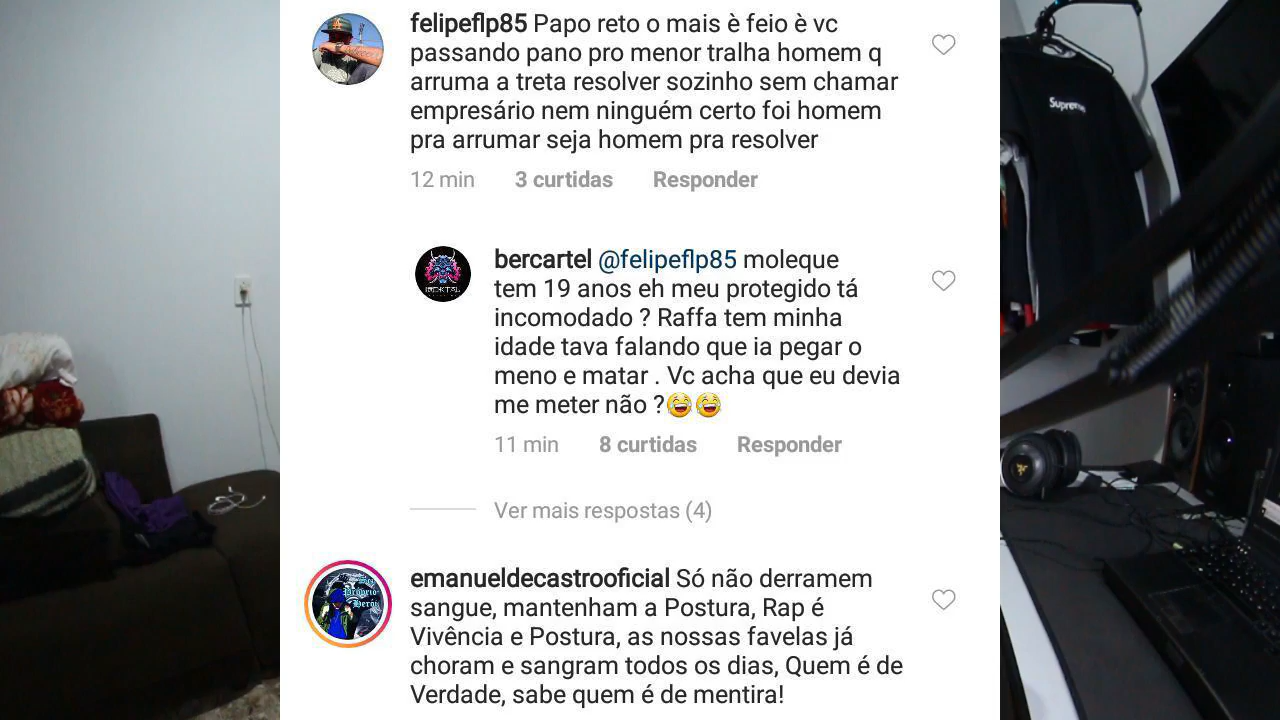 felipeflp85 Papo reto o mais è feio è vc
passando pano pro menor tralha homem q
arruma a treta resolver sozinho sem chamar
empresário nem ninguém certo foi homem
pra arrumar seja homem pra resolver
12 min 3 curtidas Responder
bercartel @felipeflp85 moleque
tem 19 anos eh meu protegido tá
incomodado ? Raffa tem minha
idade tava falando que ia pegar o
meno e matar . Vc acha que eu devia
me meter não ?😂😂
11 min 8 curtidas Responder
Ver mais respostas (4)
emanueldecastrooficial Só não derramem
sangue, mantenham a Postura, Rap é
Vivência e Postura, as nossas favelas já
choram e sangram todos os dias, Quem é de
Verdade, sabe quem é de mentira!
Supreme